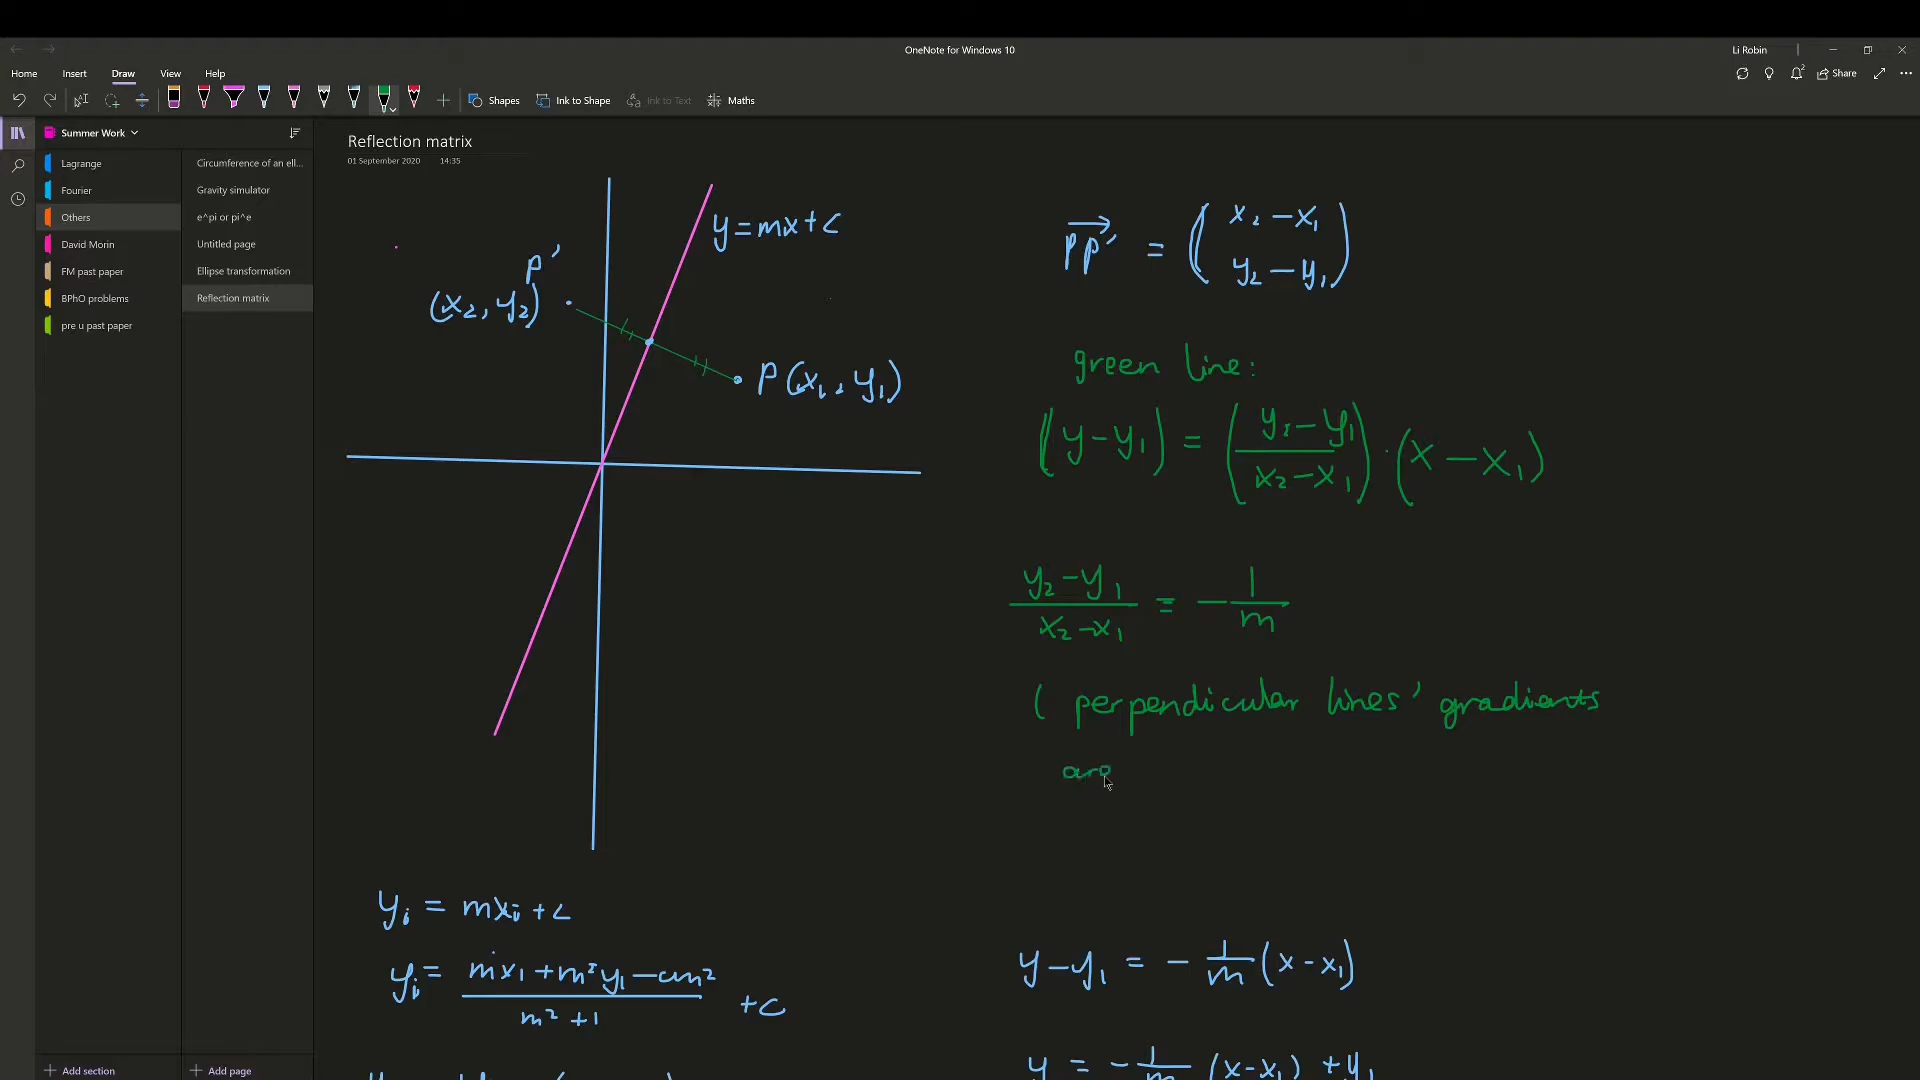 OneNote for Windows 10
Li Robin
Home Insert Draw View Help
2
Share
Shapes Ink to Shape Ink to Text Maths
Summer Work
Lagrange
Fourier
Others
David Morin
FM past paper
BPhO problems
pre u past paper
Circumference of an ell...
Gravity simulator
e^pi or pi^e
Untitled page
Ellipse transformation
Reflection matrix
Add section
Add page
Reflection matrix
01 September 2020 14:35
y = mx + c
P'
(x₂, y₂)
P(x₁, y₁)
PP' = (x₂ - x₁
y₂ - y₁)
green line:
(y - y₁) = ((y₂ - y₁)/(x₂ - x₁)) · (x - x₁)
(y₂ - y₁)/(x₂ - x₁) = -1/m
( perpendicular lines' gradients
are
yᵢ = mxᵢ + c
yᵢ = (mx₁ + m²y₁ - cm²)/(m² + 1) + c
y - y₁ = -1/m (x - x₁)
y = -1/m (x - x₁) + y₁